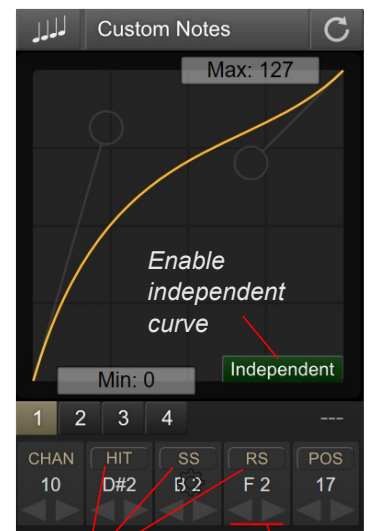 Custom Notes
Max: 127
Enable
independent
curve
Independent
Min: 0
1 2 3 4 ---
CHAN HIT SS RS POS
10 D#2 B 2 F 2 17